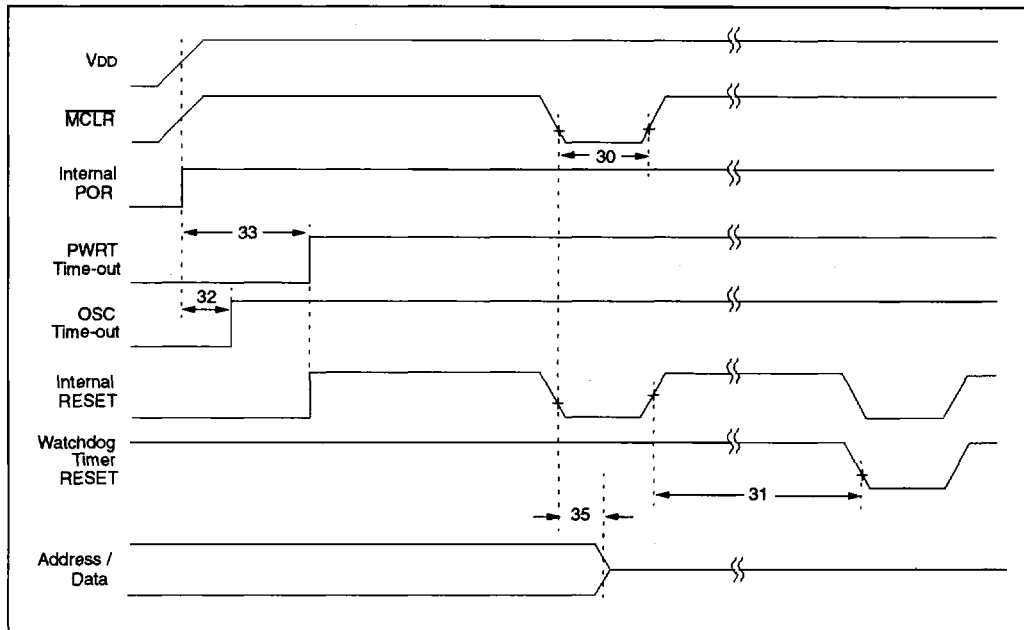 VDD
MCLR
30
Internal
POR
33
PWRT
Time-out
32
OSC
Time-out
Internal
RESET
Watchdog
Timer
RESET
31
35
Address /
Data